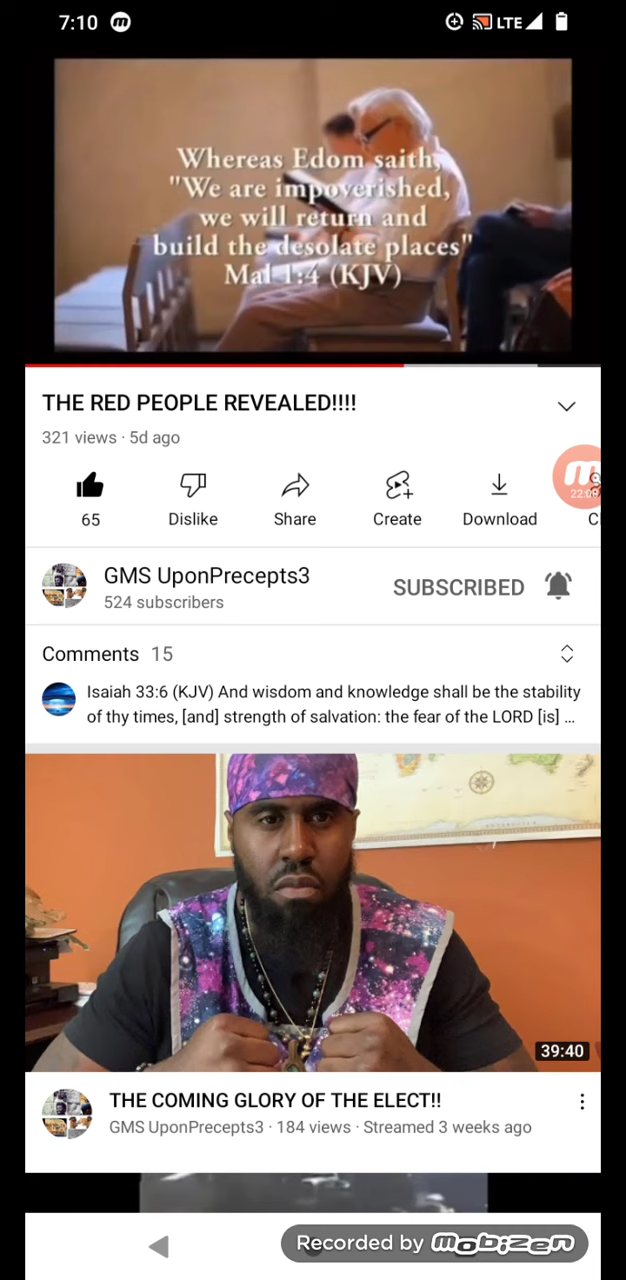 7:10
LTE
Whereas Edom saith,
"We are impoverished,
we will return and
build the desolate places"
Mal 1:4 (KJV)
THE RED PEOPLE REVEALED!!!!
321 views · 5d ago
22:09
65 Dislike Share Create Download C
GMS UponPrecepts3
524 subscribers
SUBSCRIBED
Comments 15
Isaiah 33:6 (KJV) And wisdom and knowledge shall be the stability
of thy times, [and] strength of salvation: the fear of the LORD [is] ...
39:40
THE COMING GLORY OF THE ELECT!!
GMS UponPrecepts3 · 184 views · Streamed 3 weeks ago
Recorded by mobizen